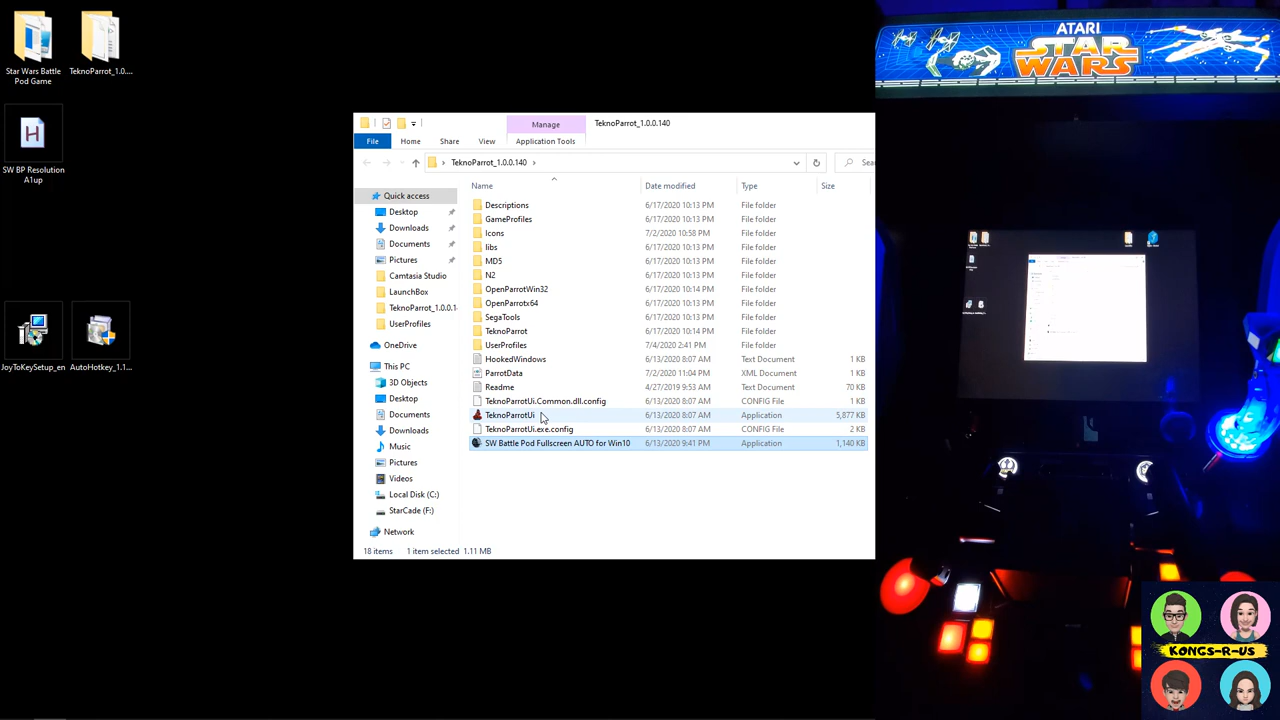 Star Wars Battle
Pod Game
TeknoParrot_1.0....
SW BP Resolution
A1up
JoyToKeySetup_en
AutoHotkey_1.1...
Manage
TeknoParrot_1.0.0.140
File
Home
Share
View
Application Tools
TeknoParrot_1.0.0.140
Sea
Name
Date modified
Type
Size
Quick access
Desktop
Downloads
Documents
Pictures
Camtasia Studio
LaunchBox
TeknoParrot_1.0.0.1
UserProfiles
OneDrive
This PC
3D Objects
Desktop
Documents
Downloads
Music
Pictures
Videos
Local Disk (C:)
StarCade (F:)
Network
Descriptions 6/17/2020 10:13 PM File folder
GameProfiles 6/17/2020 10:13 PM File folder
Icons 7/2/2020 10:58 PM File folder
libs 6/17/2020 10:13 PM File folder
MD5 6/17/2020 10:13 PM File folder
N2 6/17/2020 10:13 PM File folder
OpenParrotWin32 6/17/2020 10:14 PM File folder
OpenParrotx64 6/17/2020 10:13 PM File folder
SegaTools 6/17/2020 10:13 PM File folder
TeknoParrot 6/17/2020 10:14 PM File folder
UserProfiles 7/4/2020 2:41 PM File folder
HookedWindows 6/13/2020 8:07 AM Text Document 1 KB
ParrotData 7/2/2020 11:04 PM XML Document 1 KB
Readme 4/27/2019 9:53 AM Text Document 70 KB
TeknoParrotUi.Common.dll.config 6/13/2020 8:07 AM CONFIG File 1 KB
TeknoParrotUi 6/13/2020 8:07 AM Application 5,877 KB
TeknoParrotUi.exe.config 6/13/2020 8:07 AM CONFIG File 2 KB
SW Battle Pod Fullscreen AUTO for Win10 6/13/2020 9:41 PM Application 1,140 KB
18 items
1 item selected 1.11 MB
ATARI
STAR
WARS
KONGS-R-US